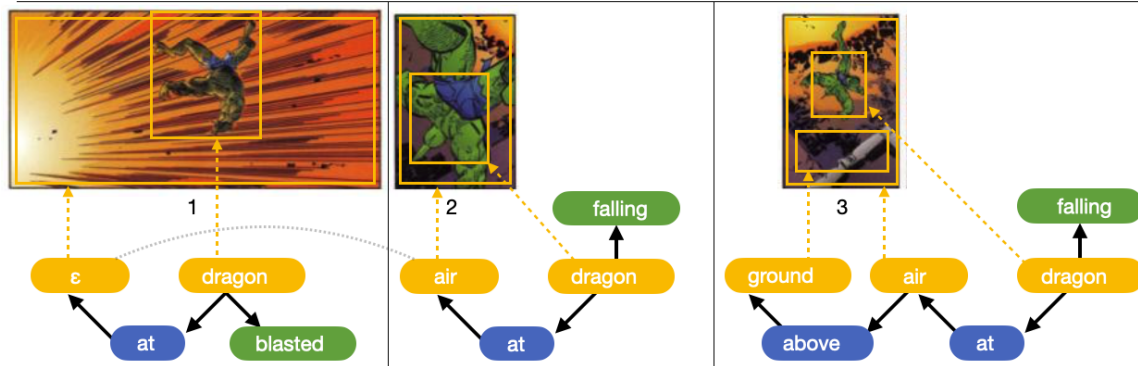 1 2 3
falling falling
ε dragon air dragon ground air dragon
at blasted at above at